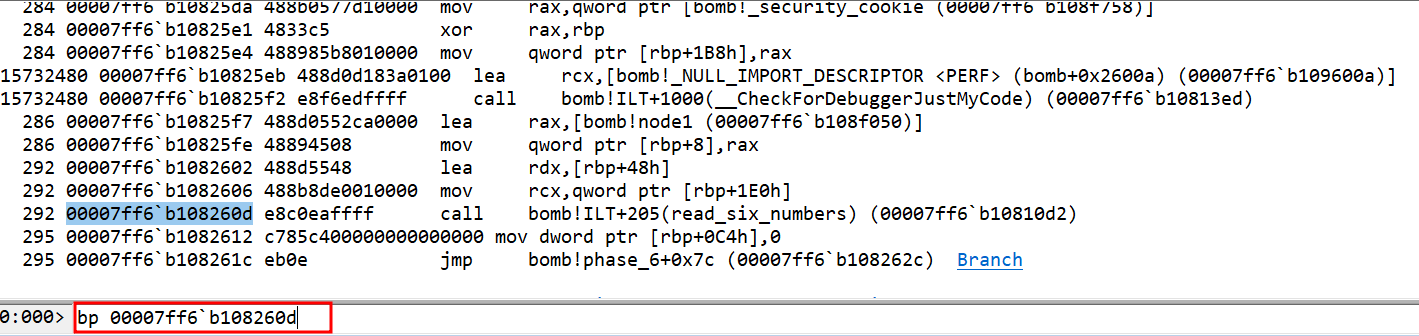 284 00007ff6`b10825da 488b0577d10000 mov rax,qword ptr [bomb!_security_cookie (00007ff6`b108f758)]
284 00007ff6`b10825e1 4833c5 xor rax,rbp
284 00007ff6`b10825e4 488985b8010000 mov qword ptr [rbp+1B8h],rax
15732480 00007ff6`b10825eb 488d0d183a0100 lea rcx,[bomb!_NULL_IMPORT_DESCRIPTOR <PERF> (bomb+0x2600a) (00007ff6`b109600a)]
15732480 00007ff6`b10825f2 e8f6edffff call bomb!ILT+1000(__CheckForDebuggerJustMyCode) (00007ff6`b10813ed)
286 00007ff6`b10825f7 488d0552ca0000 lea rax,[bomb!node1 (00007ff6`b108f050)]
286 00007ff6`b10825fe 48894508 mov qword ptr [rbp+8],rax
292 00007ff6`b1082602 488d5548 lea rdx,[rbp+48h]
292 00007ff6`b1082606 488b8de0010000 mov rcx,qword ptr [rbp+1E0h]
292 00007ff6`b108260d e8c0eaffff call bomb!ILT+205(read_six_numbers) (00007ff6`b10810d2)
295 00007ff6`b1082612 c785c400000000000000 mov dword ptr [rbp+0C4h],0
295 00007ff6`b108261c eb0e jmp bomb!phase_6+0x7c (00007ff6`b108262c) Branch
0:000> bp 00007ff6`b108260d